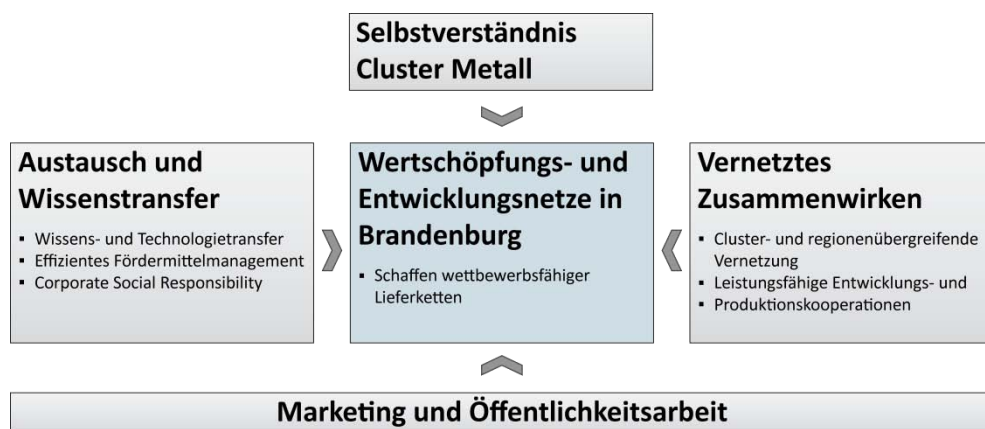 Selbstverständnis
Cluster Metall
Austausch und
Wissenstransfer
▪ Wissens- und Technologietransfer
▪ Effizientes Fördermittelmanagement
▪ Corporate Social Responsibility
Wertschöpfungs- und
Entwicklungsnetze in
Brandenburg
▪ Schaffen wettbewerbsfähiger
Lieferketten
Vernetztes
Zusammenwirken
▪ Cluster- und regionenübergreifende
Vernetzung
▪ Leistungsfähige Entwicklungs- und
▪ Produktionskooperationen
Marketing und Öffentlichkeitsarbeit